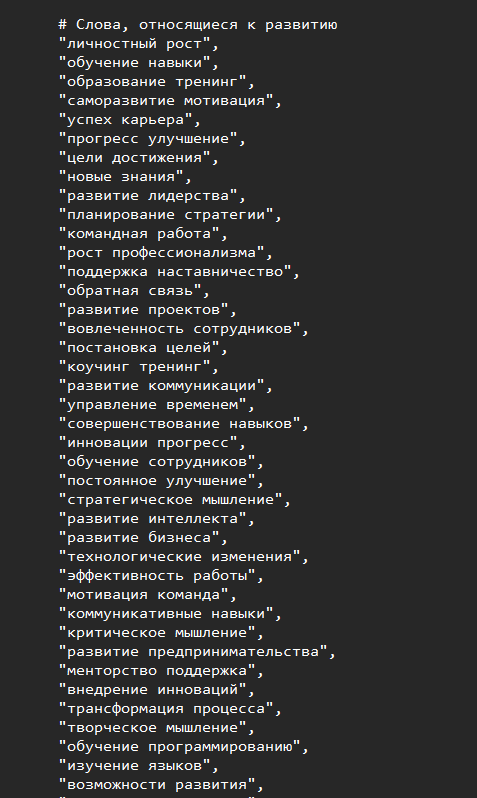 # Слова, относящиеся к развитию
"личностный рост",
"обучение навыки",
"образование тренинг",
"саморазвитие мотивация",
"успех карьера",
"прогресс улучшение",
"цели достижения",
"новые знания",
"развитие лидерства",
"планирование стратегии",
"командная работа",
"рост профессионализма",
"поддержка наставничество",
"обратная связь",
"развитие проектов",
"вовлеченность сотрудников",
"постановка целей",
"коучинг тренинг",
"развитие коммуникации",
"управление временем",
"совершенствование навыков",
"инновации прогресс",
"обучение сотрудников",
"постоянное улучшение",
"стратегическое мышление",
"развитие интеллекта",
"развитие бизнеса",
"технологические изменения",
"эффективность работы",
"мотивация команда",
"коммуникативные навыки",
"критическое мышление",
"развитие предпринимательства",
"менторство поддержка",
"внедрение инноваций",
"трансформация процесса",
"творческое мышление",
"обучение программированию",
"изучение языков",
"возможности развития",